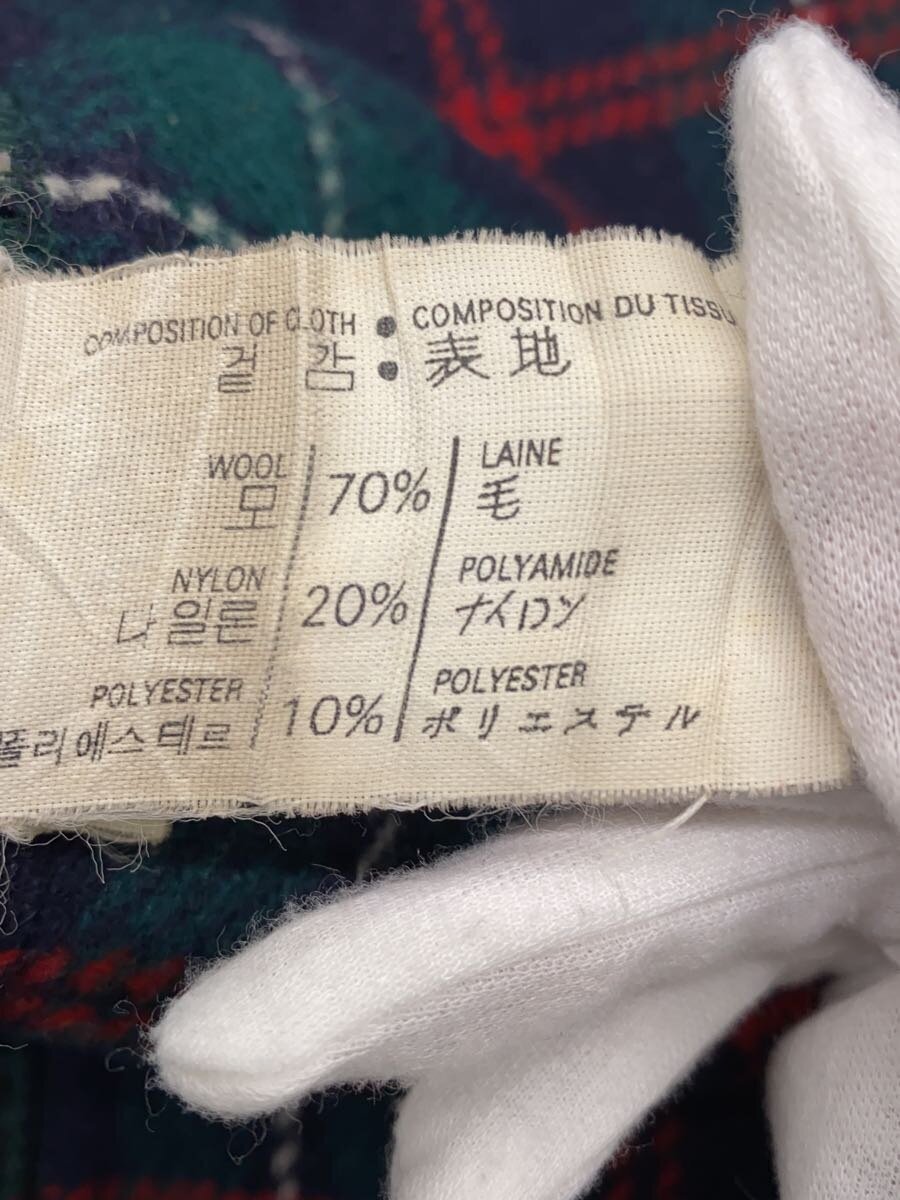 COMPOSITION OF CLOTH : COMPOSITION DU TISSU
겉 감 : 表地
WOOL 70% LAINE
모 毛
NYLON 20% POLYAMIDE
나일론 ナイロン
POLYESTER 10% POLYESTER
폴리에스테르 ポリエステル